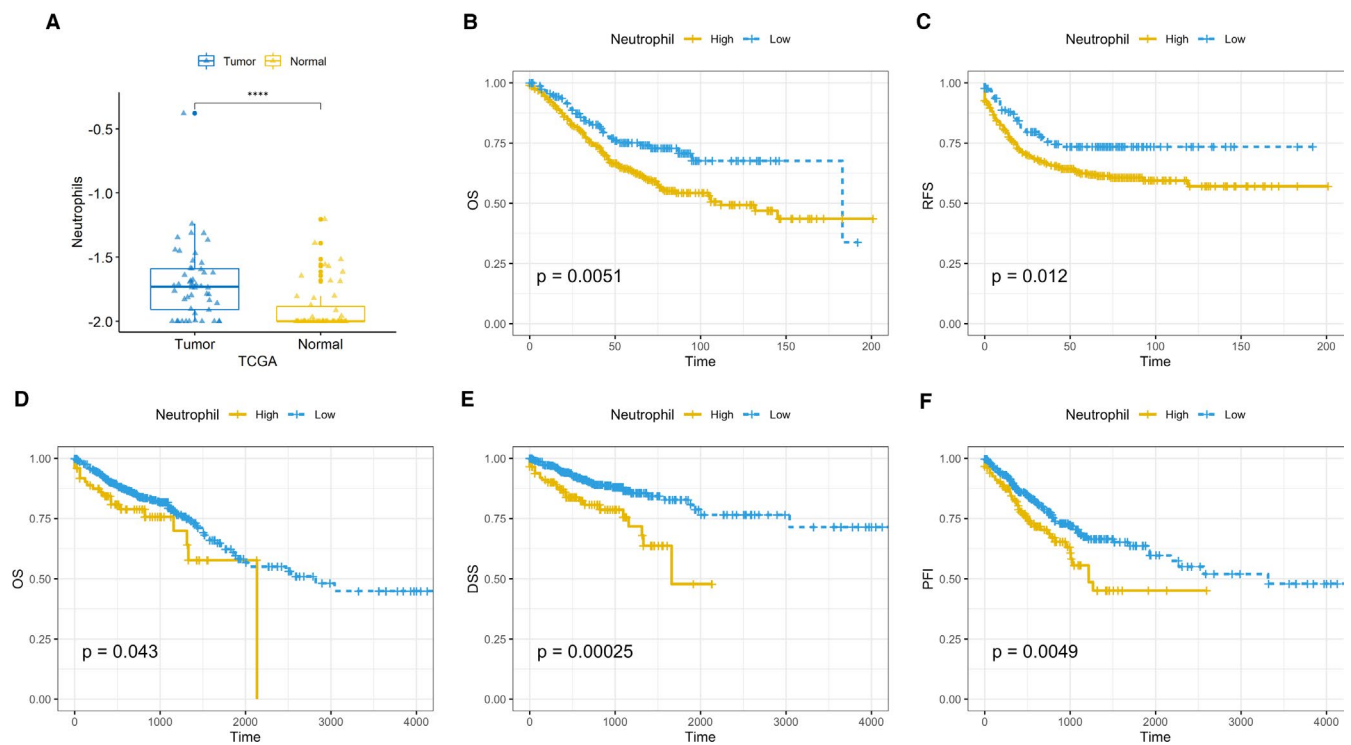 A
Tumor Normal
****
Neutrophils
-0.5
-1.0
-1.5
-2.0
Tumor Normal
TCGA
B
Neutrophil High Low
OS
1.00
0.75
0.50
0.25
0.00
p = 0.0051
0 50 100 150 200
Time
C
Neutrophil High Low
RFS
1.00
0.75
0.50
0.25
0.00
p = 0.012
0 50 100 150 200
Time
D
Neutrophil High Low
OS
1.00
0.75
0.50
0.25
0.00
p = 0.043
0 1000 2000 3000 4000
Time
E
Neutrophil High Low
DSS
1.00
0.75
0.50
0.25
0.00
p = 0.00025
0 1000 2000 3000 4000
Time
F
Neutrophil High Low
PFI
1.00
0.75
0.50
0.25
0.00
p = 0.0049
0 1000 2000 3000 4000
Time